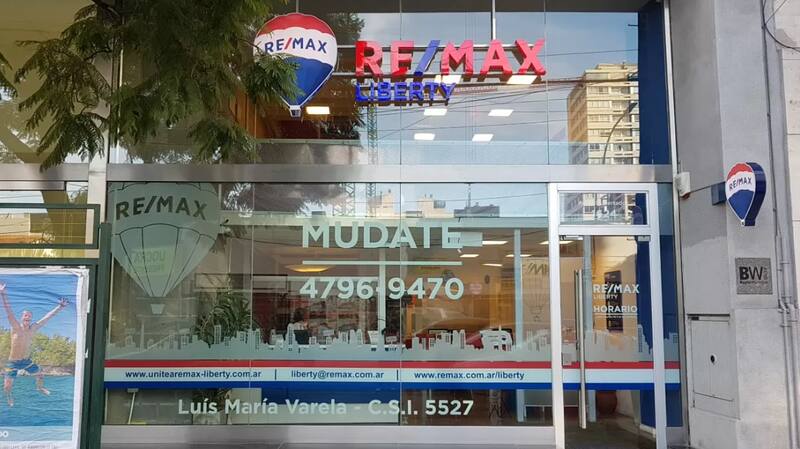 RE/MAX
RE/MAX
LIBERTY
RE/MAX
MUDATE
4796-9470
RE/MAX
LIBERTY
HORARIO
RE/MAX
BW
www.unitearemax-liberty.com.ar
liberty@remax.com.ar
www.remax.com.ar/liberty
Luís María Varela - C.S.I. 5527